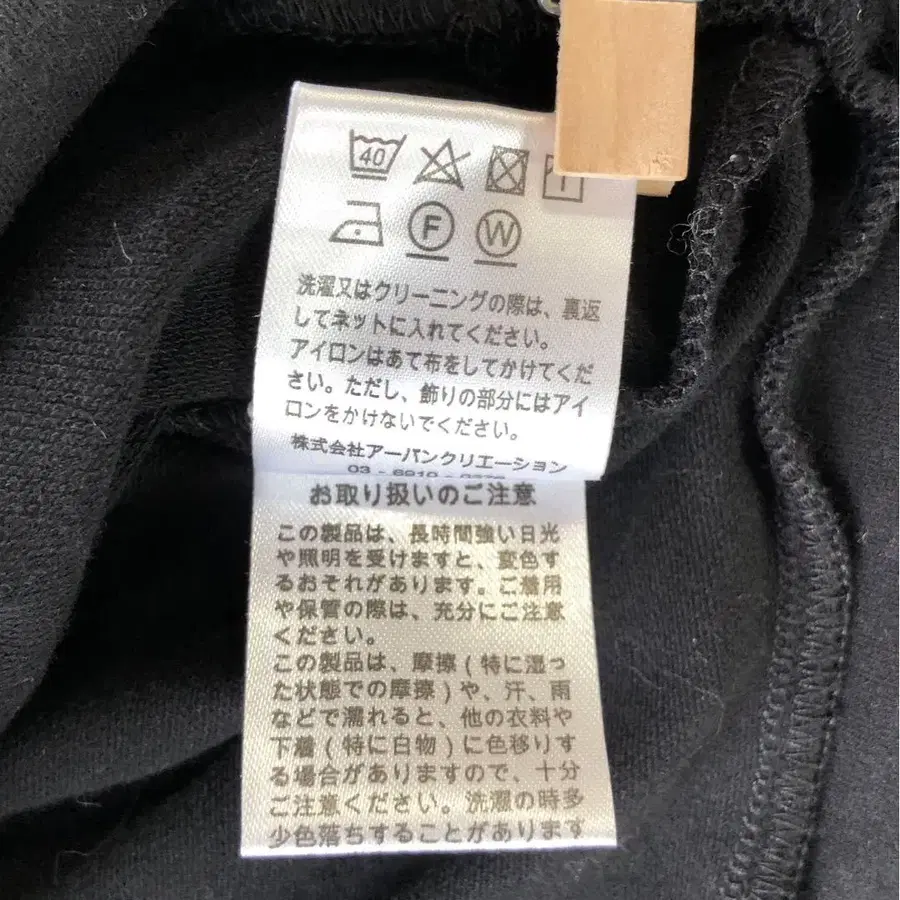 40
F W
洗濯又はクリーニングの際は、裏返
してネットに入れてください。
アイロンはあて布をしてかけてくだ
さい。ただし、飾りの部分にはアイ
ロンをかけないでください。
株式会社アーバンクリエーション
03 -
お取り扱いのご注意
この製品は、長時間強い日光
や照明を受けますと、変色す
るおそれがあります。ご着用
や保管の際は、充分にご注意
ください。
この製品は、摩擦(特に湿っ
た状態での摩擦)や、汗、雨
などで濡れると、他の衣料や
下着(特に白物)に色移りす
る場合がありますので、十分
ご注意ください。洗濯の時多
少色落ちすることがあります